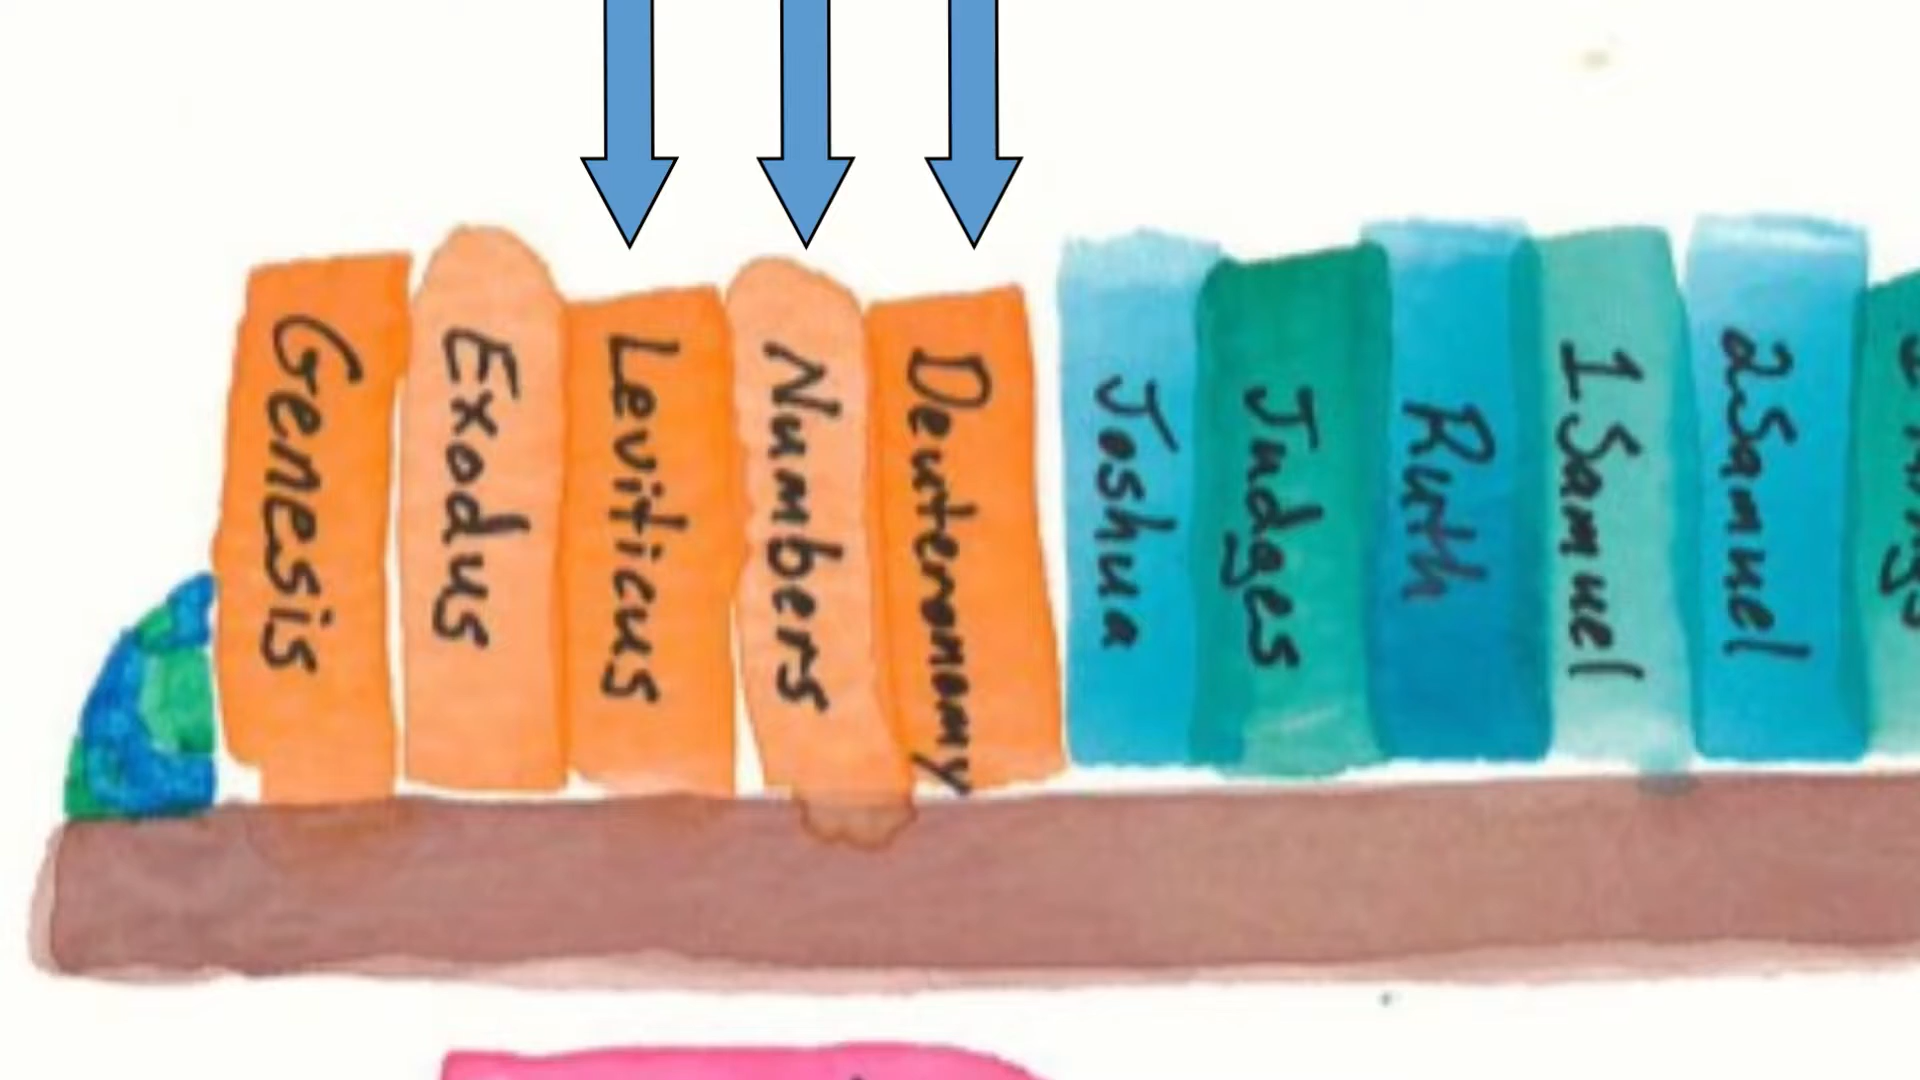 Genesis
Exodus
Leviticus
Numbers
Deuteronomy
Joshua
Judges
Ruth
1 Samuel
2 Samuel